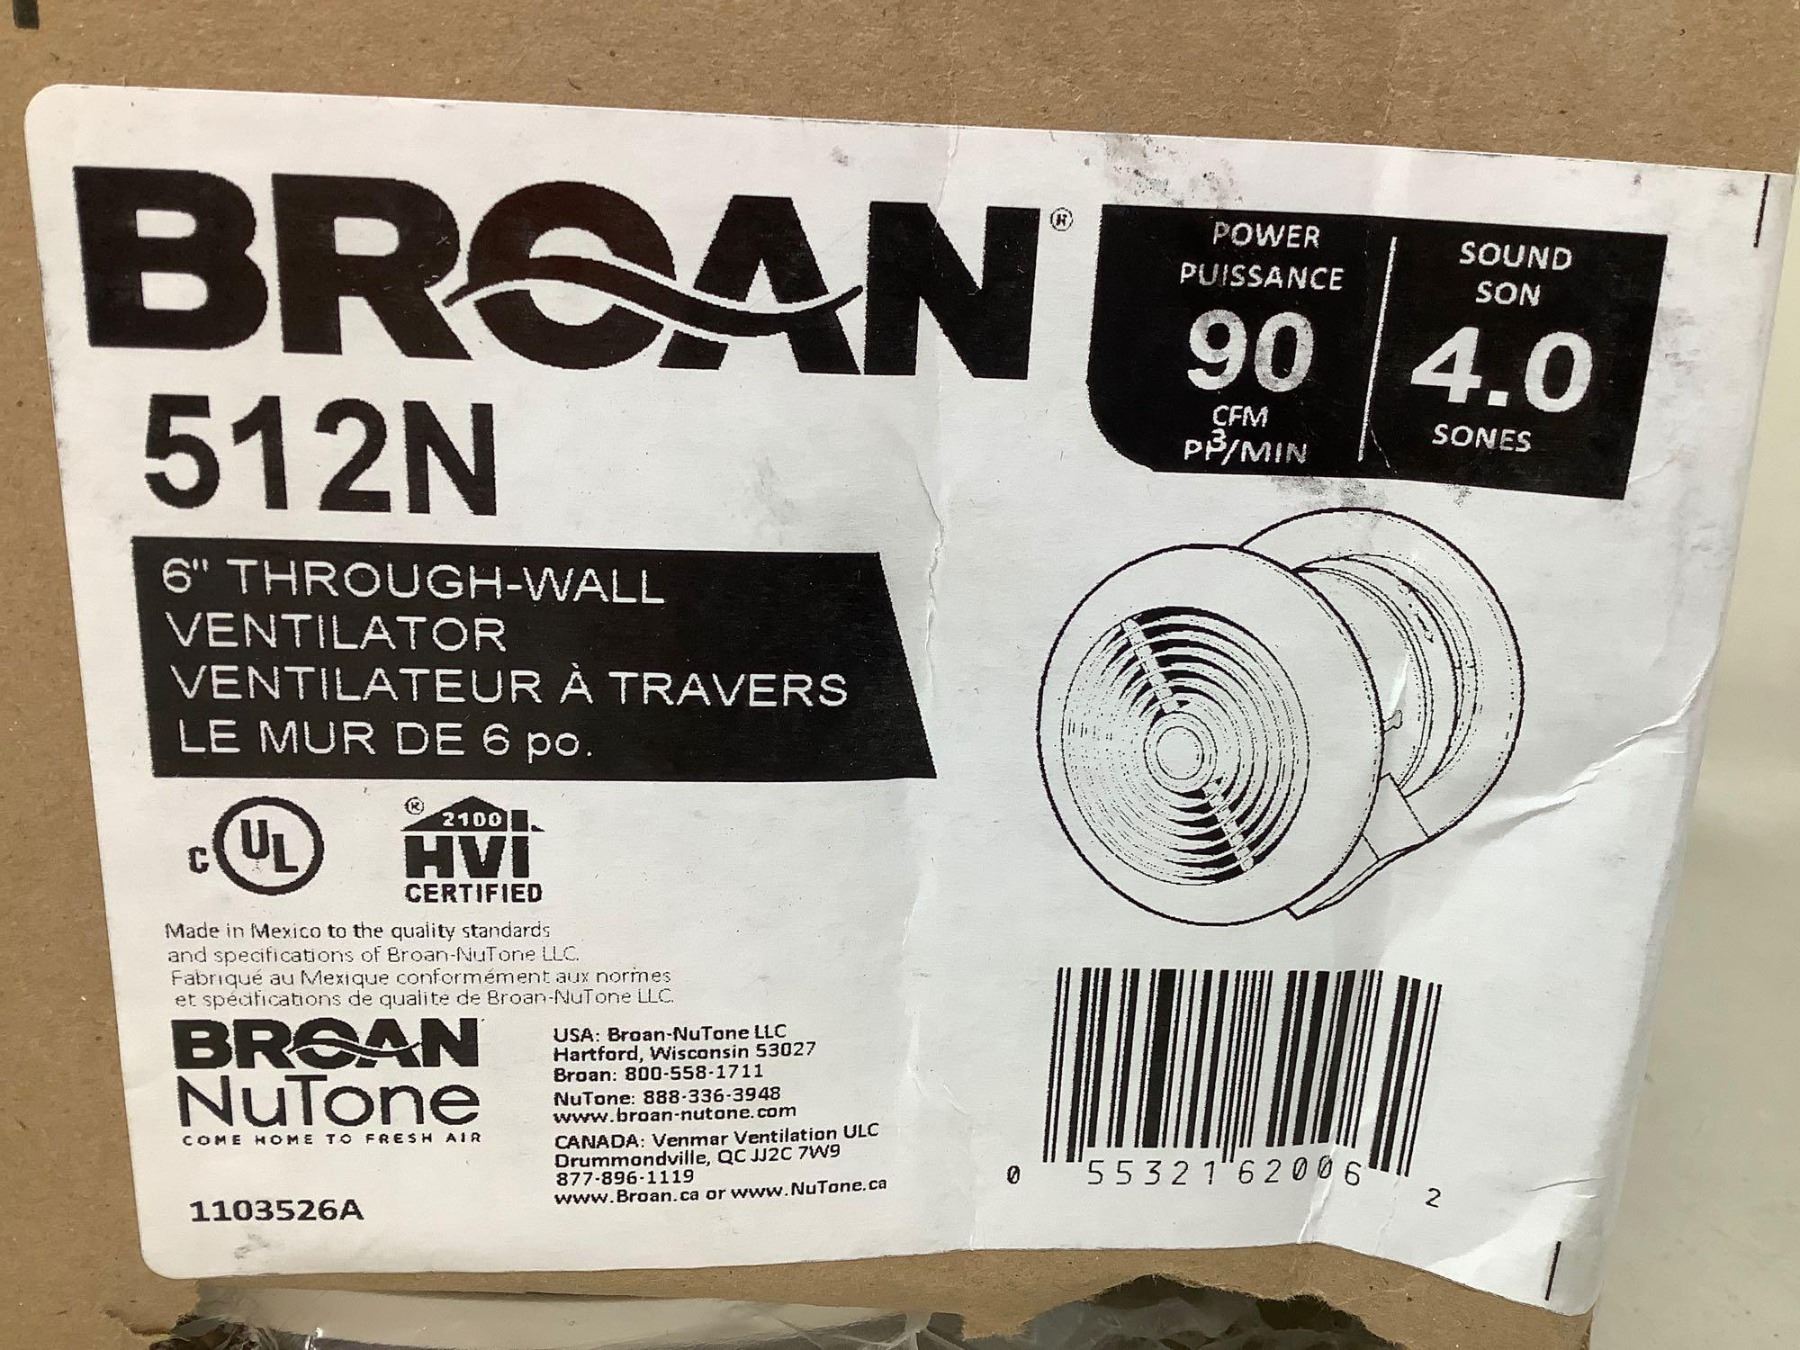 BROAN®
512N
6" THROUGH-WALL
VENTILATOR
VENTILATEUR À TRAVERS
LE MUR DE 6 po.
POWER
PUISSANCE
90
CFM
PP³/MIN
SOUND
SON
4.0
SONES
C UL
® 2100
HVI
CERTIFIED
Made in Mexico to the quality standards
and specifications of Broan-NuTone LLC.
Fabriqué au Mexique conformément aux normes
et spécifications de qualite de Broan-NuTone LLC.
BROAN
NuTone
COME HOME TO FRESH AIR
1103526A
USA: Broan-NuTone LLC
Hartford, Wisconsin 53027
Broan: 800-558-1711
NuTone: 888-336-3948
www.broan-nutone.com
CANADA: Venmar Ventilation ULC
Drummondville, QC JJ2C 7W9
877-896-1119
www.Broan.ca or www.NuTone.ca
0 55321 62006 2